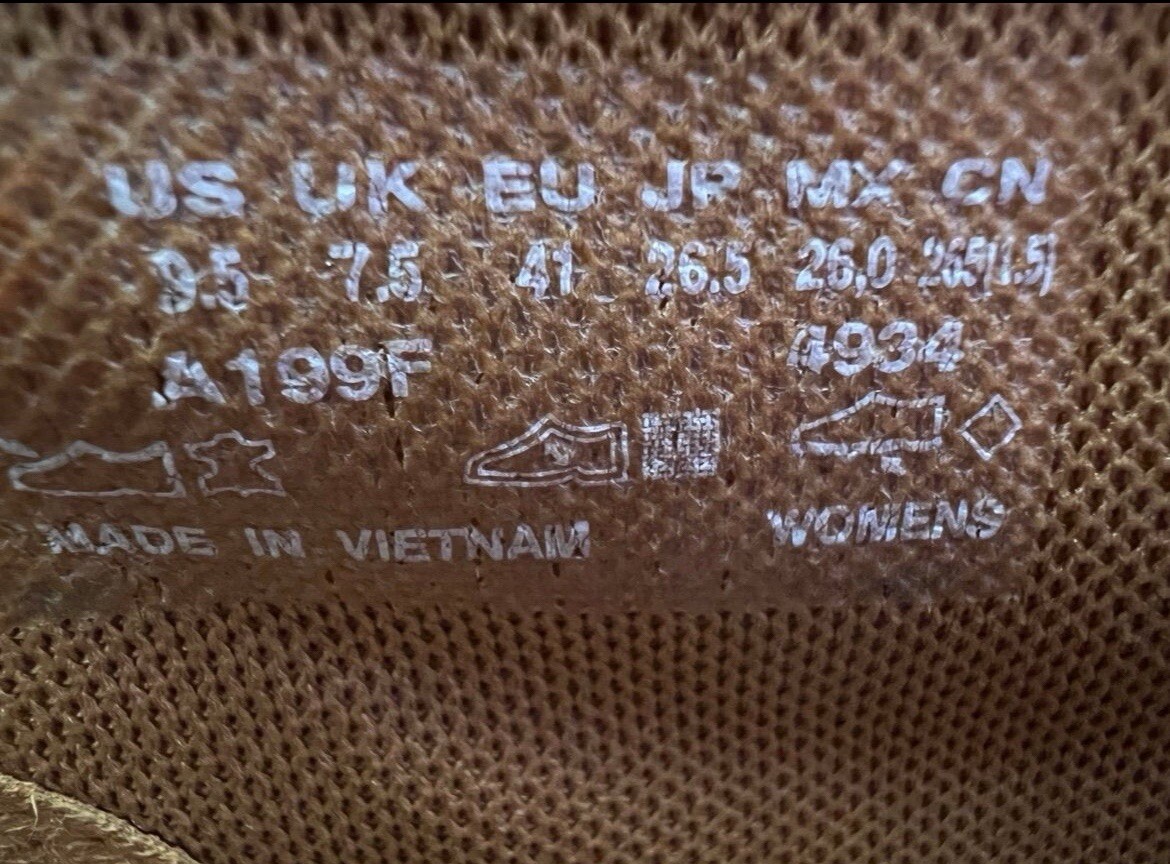 US UK EU JP MX CN
9.5 7.5 41 26.5 26.0 265(1.5)
A199F 4934
MADE IN VIETNAM WOMENS